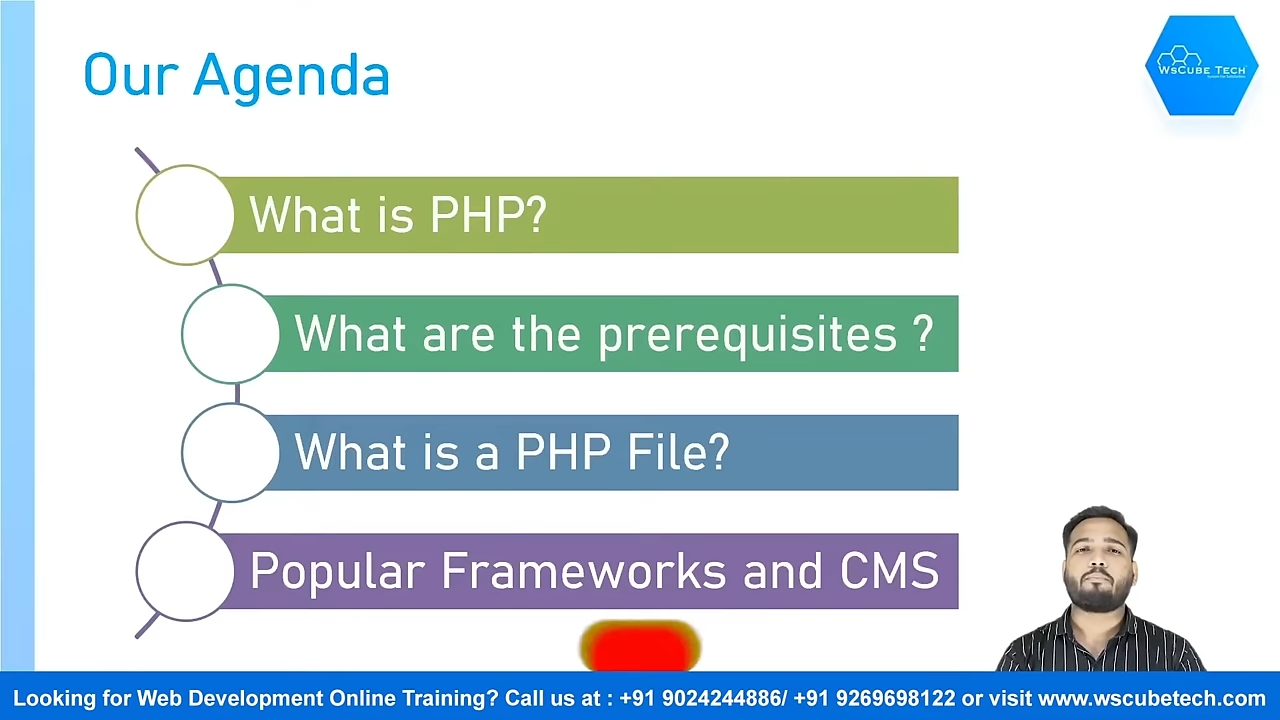 Our Agenda
WsCube Tech
What is PHP?
What are the prerequisites ?
What is a PHP File?
Popular Frameworks and CMS
Looking for Web Development Online Training? Call us at : +91 9024244886/ +91 9269698122 or visit www.wscubetech.com